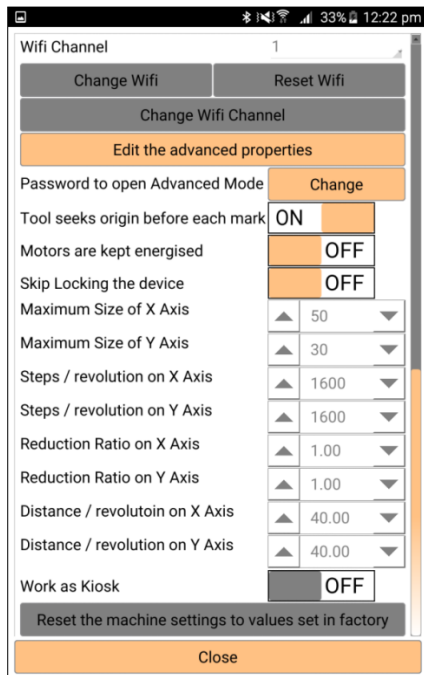 33% 12:22 pm
Wifi Channel 1
Change Wifi Reset Wifi
Change Wifi Channel
Edit the advanced properties
Password to open Advanced Mode Change
Tool seeks origin before each mark ON
Motors are kept energised OFF
Skip Locking the device OFF
Maximum Size of X Axis 50
Maximum Size of Y Axis 30
Steps / revolution on X Axis 1600
Steps / revolution on Y Axis 1600
Reduction Ratio on X Axis 1.00
Reduction Ratio on Y Axis 1.00
Distance / revolutoin on X Axis 40.00
Distance / revolution on Y Axis 40.00
Work as Kiosk OFF
Reset the machine settings to values set in factory
Close